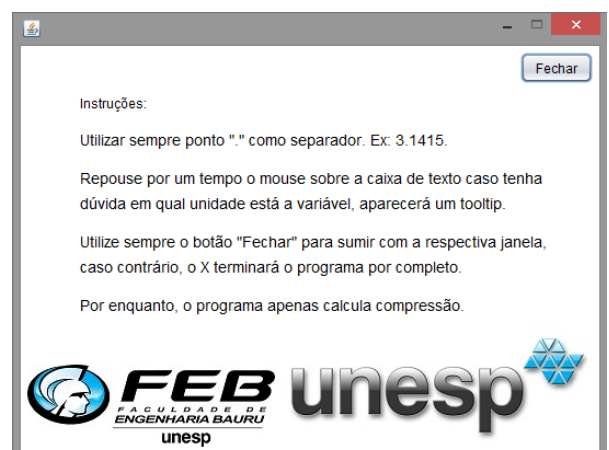 Fechar
Instruções:
Utilizar sempre ponto "." como separador. Ex: 3.1415.
Repouse por um tempo o mouse sobre a caixa de texto caso tenha
dúvida em qual unidade está a variável, aparecerá um tooltip.
Utilize sempre o botão "Fechar" para sumir com a respectiva janela,
caso contrário, o X terminará o programa por completo.
Por enquanto, o programa apenas calcula compressão.
FEB
FACULDADE DE
ENGENHARIA BAURU
unesp
unesp